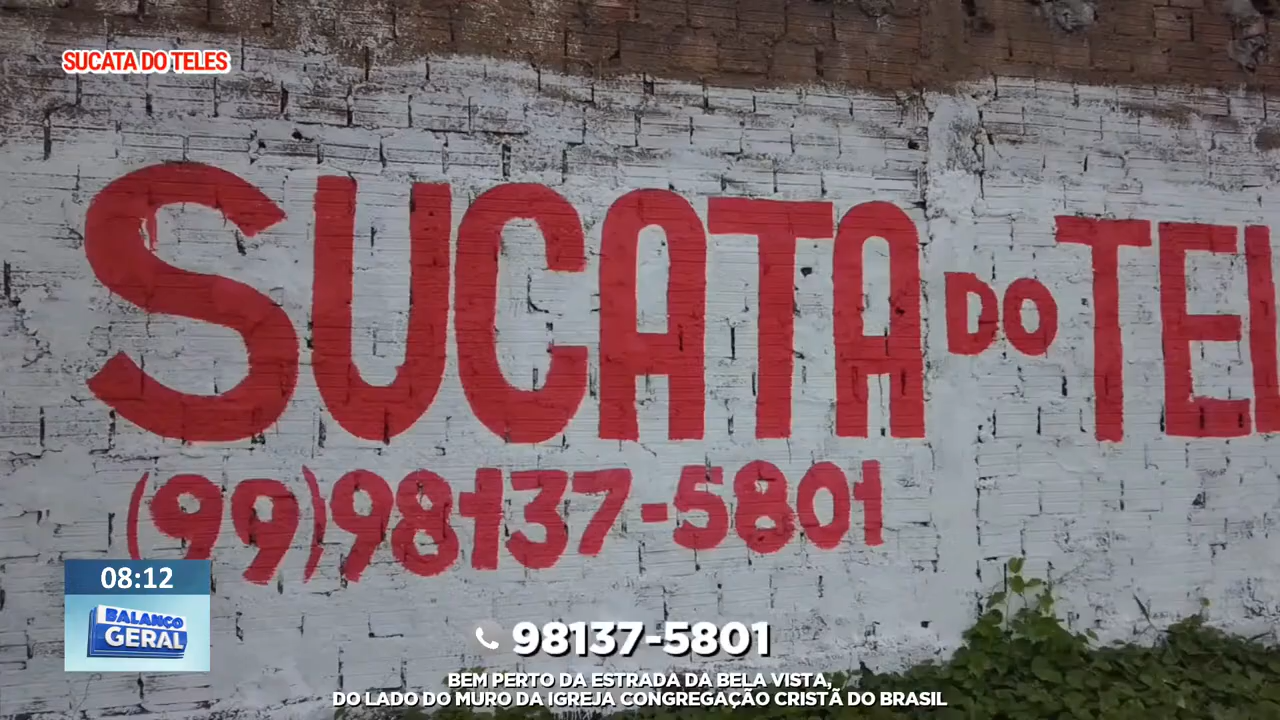 SUCATA DO TELES
SUCATA DO TEL
(99)98137-5801
08:12
BALANÇO
GERAL
98137-5801
BEM PERTO DA ESTRADA DA BELA VISTA,
DO LADO DO MURO DA IGREJA CONGREGAÇÃO CRISTÃ DO BRASIL